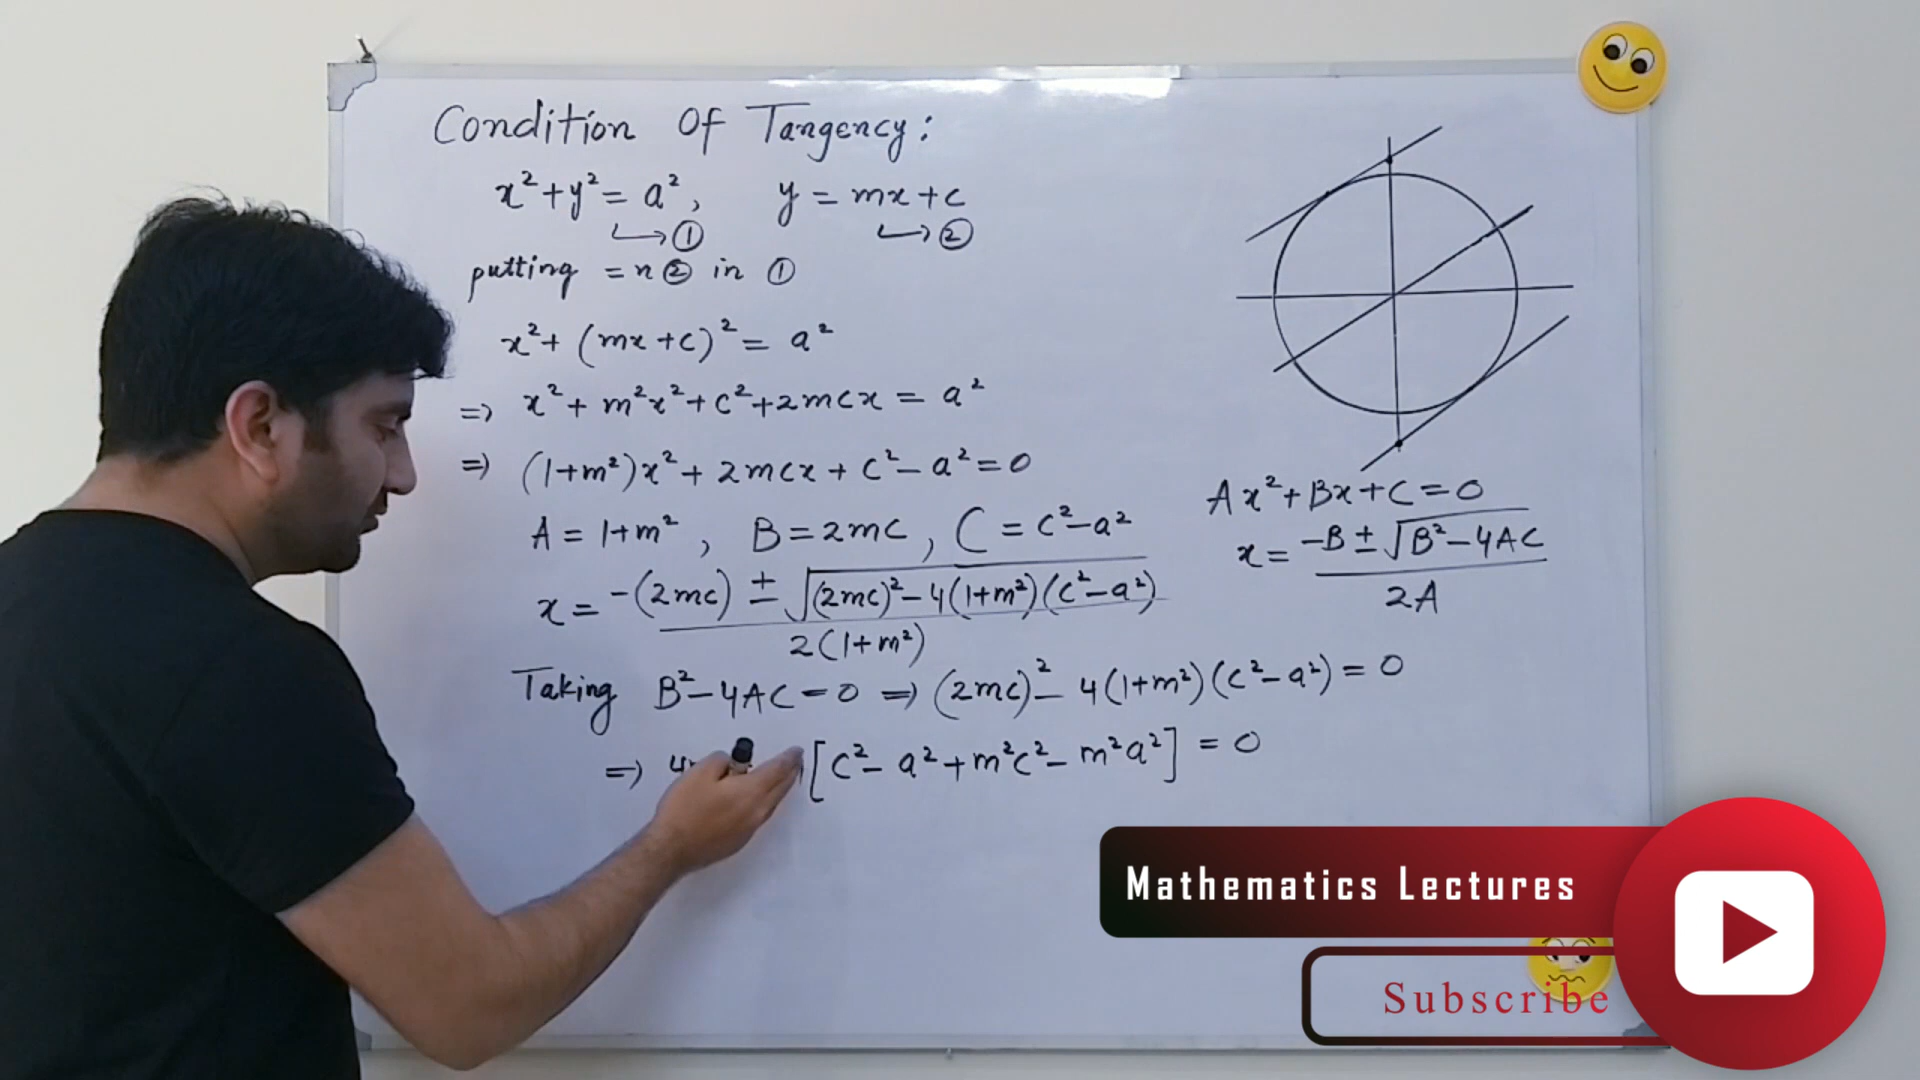 Condition Of Tangency:
x²+y²= a², y = mx+c
↳① ↳②
putting =n ② in ①
x²+ (mx+c)² = a²
=> x²+ m²x²+ c²+2mcx = a²
=> (1+m²)x²+ 2mcx + c²- a²=0
A = 1+m² , B = 2mc , C = c²-a²
x = -(2mc) ± √(2mc)²- 4(1+m²)(c²-a²)
2(1+m²)
Taking B²-4AC=0 => (2mc)²- 4(1+m²)(c²- a²) = 0
=> [c²- a²+m²c²- m²a²] = 0
Ax²+Bx+C=0
x = -B ± √B²-4AC
2A
Mathematics Lectures
Subscribe